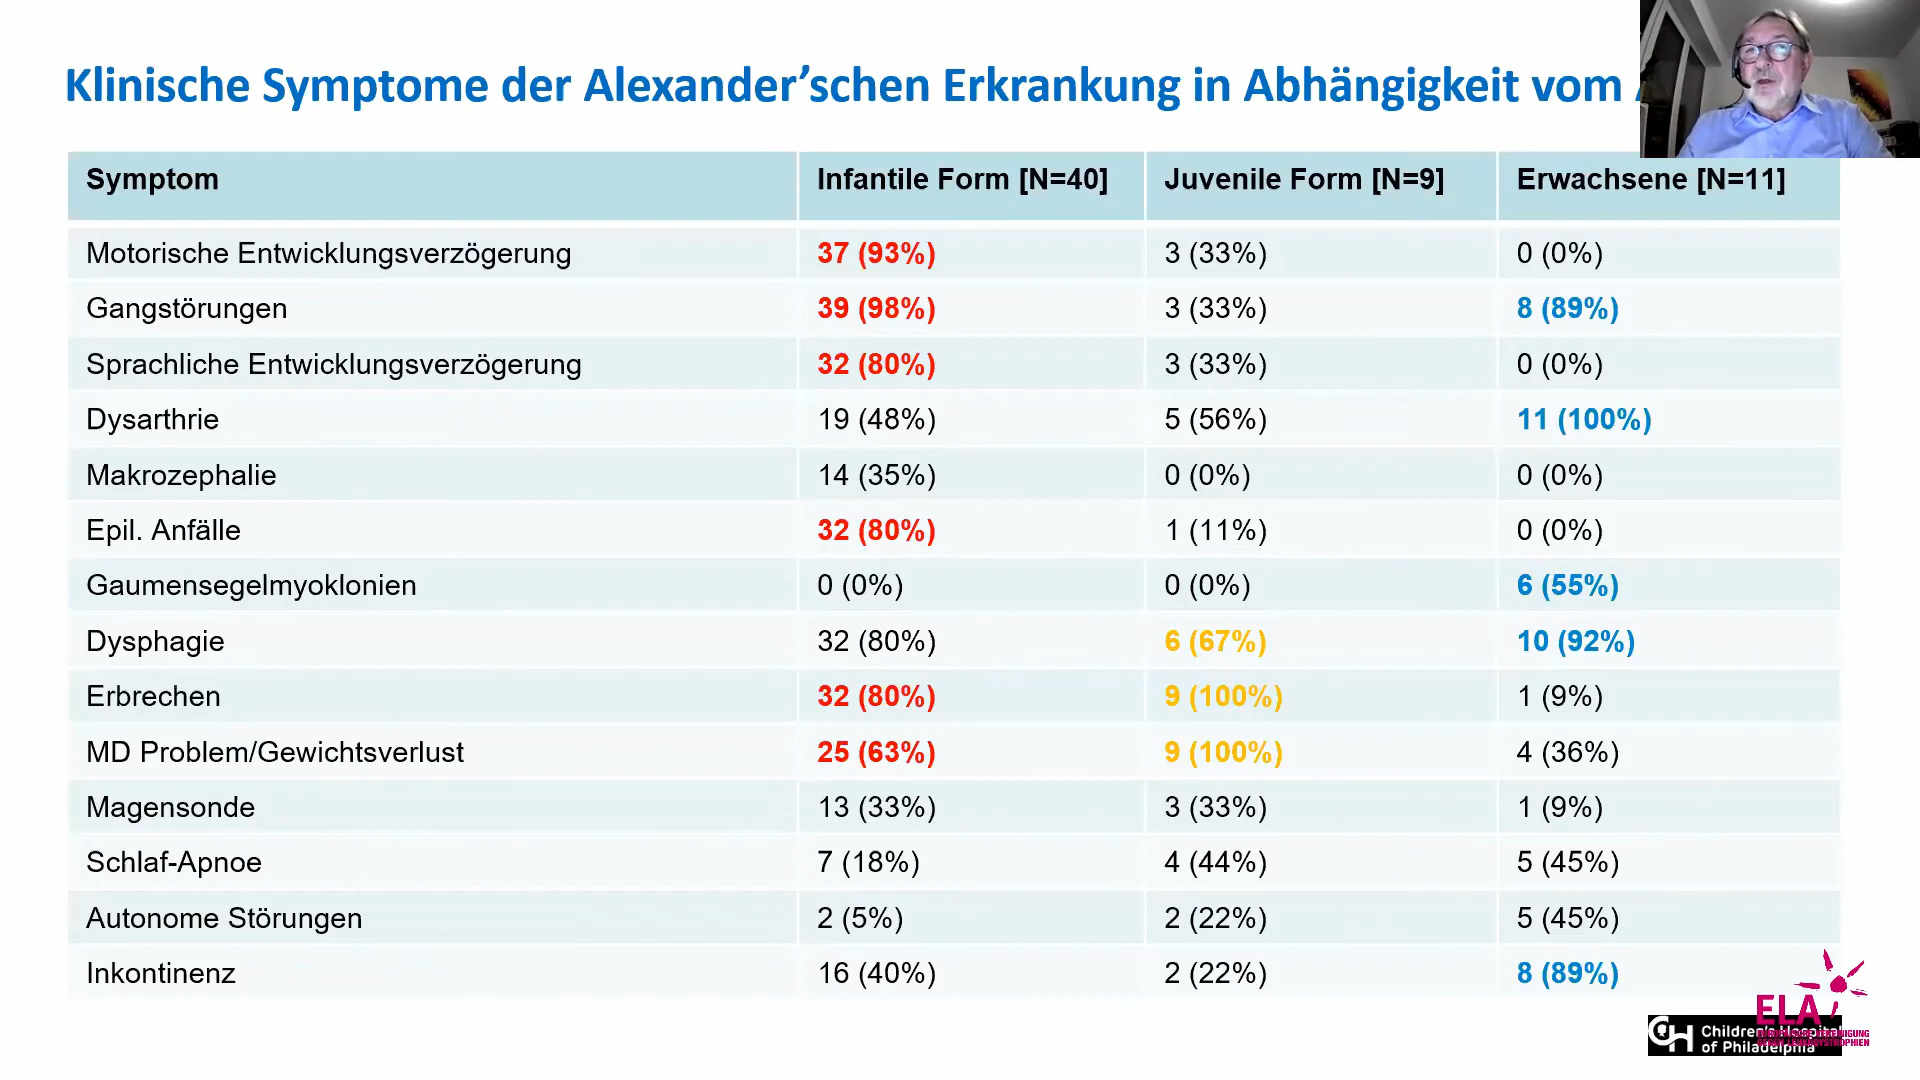 Klinische Symptome der Alexander’schen Erkrankung in Abhängigkeit vom
Symptom Infantile Form [N=40] Juvenile Form [N=9] Erwachsene [N=11]
Motorische Entwicklungsverzögerung 37 (93%) 3 (33%) 0 (0%)
Gangstörungen 39 (98%) 3 (33%) 8 (89%)
Sprachliche Entwicklungsverzögerung 32 (80%) 3 (33%) 0 (0%)
Dysarthrie 19 (48%) 5 (56%) 11 (100%)
Makrozephalie 14 (35%) 0 (0%) 0 (0%)
Epil. Anfälle 32 (80%) 1 (11%) 0 (0%)
Gaumensegelmyoklonien 0 (0%) 0 (0%) 6 (55%)
Dysphagie 32 (80%) 6 (67%) 10 (92%)
Erbrechen 32 (80%) 9 (100%) 1 (9%)
MD Problem/Gewichtsverlust 25 (63%) 9 (100%) 4 (36%)
Magensonde 13 (33%) 3 (33%) 1 (9%)
Schlaf-Apnoe 7 (18%) 4 (44%) 5 (45%)
Autonome Störungen 2 (5%) 2 (22%) 5 (45%)
Inkontinenz 16 (40%) 2 (22%) 8 (89%)
ELA
CH Children's Hospital
of Philadelphia